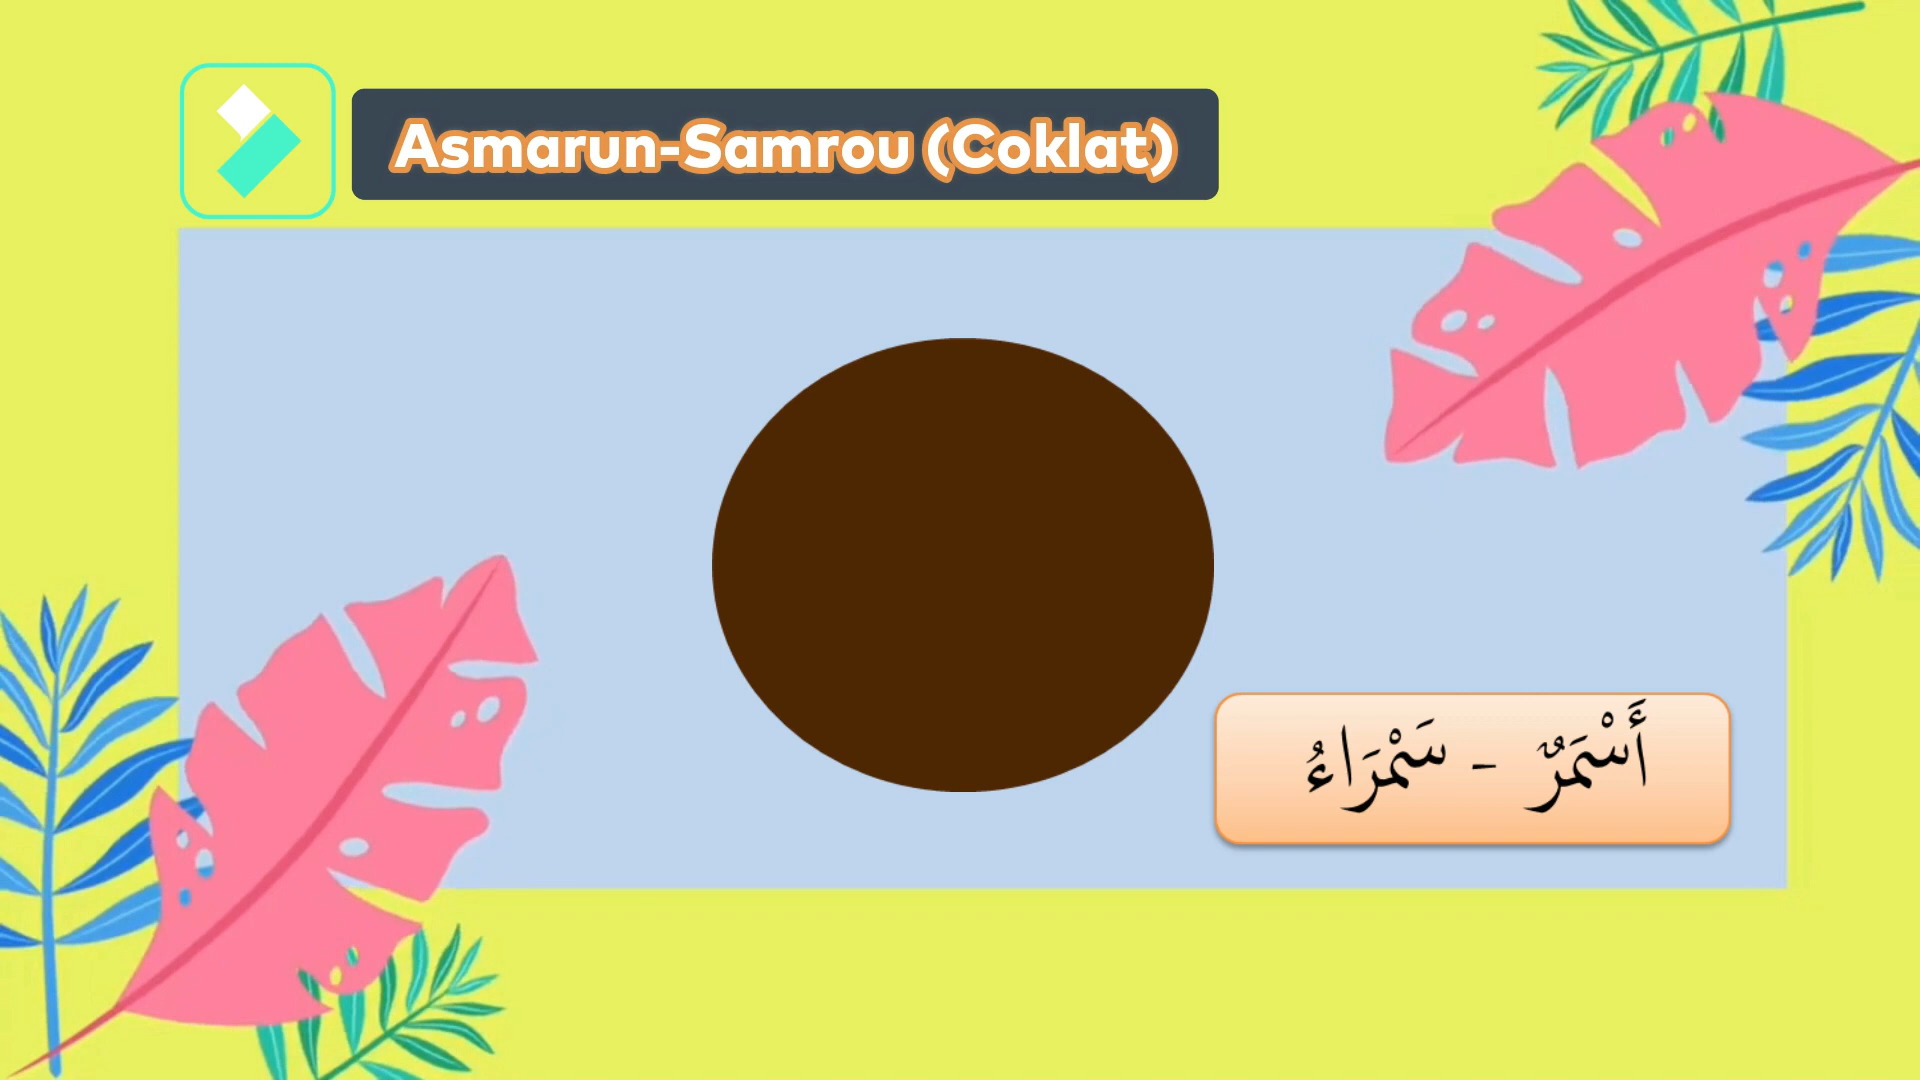 Asmarun-Samrou (Coklat)
أَسْمَرٌ - سَمْرَاءُ